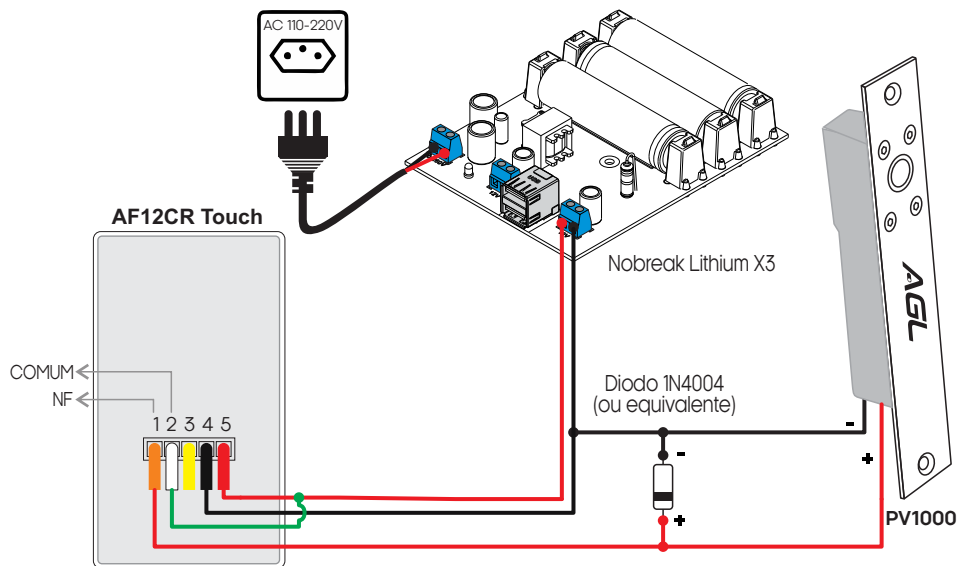 AC 110-220V
AF12CR Touch
Nobreak Lithium X3
AGL
COMUM
NF
1 2 3 4 5
Diodo 1N4004
(ou equivalente)
-
-
+
+
PV1000